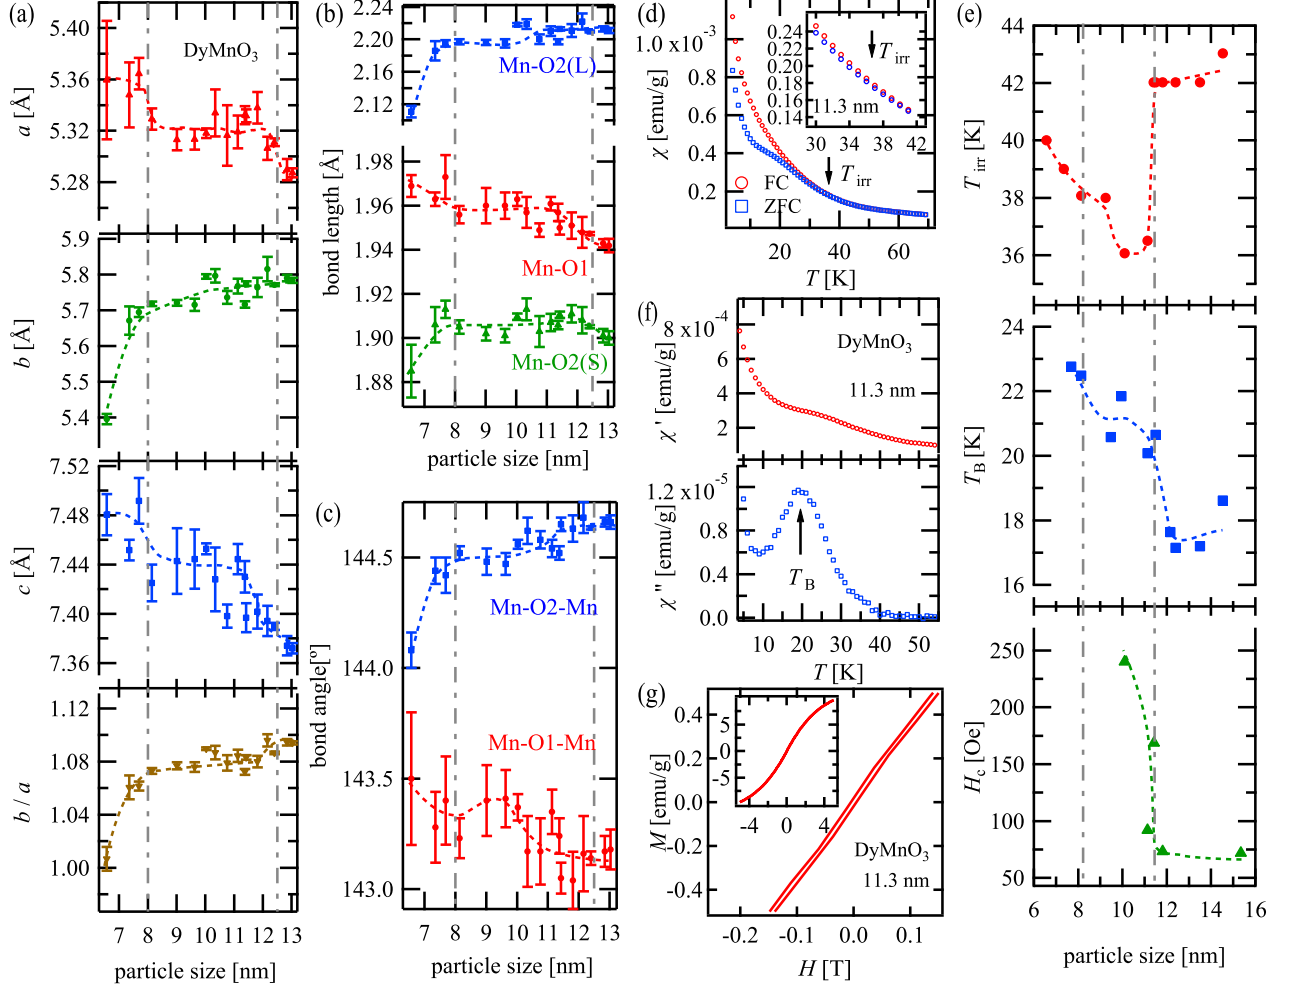 (a)
5.40
5.36
5.32
5.28
a [Å]
DyMnO3
5.9
5.8
5.7
5.6
5.5
5.4
b [Å]
7.52
7.48
7.44
7.40
7.36
c [Å]
1.12
1.08
1.04
1.00
b / a
7 8 9 10 11 12 13
particle size [nm]
(b)
2.24
2.20
2.16
2.12
Mn-O2(L)
1.98
1.96
1.94
1.92
1.90
1.88
bond length [Å]
Mn-O1
Mn-O2(S)
7 8 9 10 11 12 13
particle size [nm]
(c)
144.5
144.0
143.5
143.0
bond angle[º]
Mn-O2-Mn
Mn-O1-Mn
7 8 9 10 11 12 13
particle size [nm]
(d)
1.0 x10-3
0.8
0.6
0.4
0.2
χ [emu/g]
0.24
0.22
0.20
0.18
0.16
0.14
T irr
11.3 nm
30 34 38 42
T irr
FC
ZFC
20 40 60
T [K]
(f)
8 x10-4
6
4
2
χ ' [emu/g]
DyMnO3
11.3 nm
1.2 x10-5
0.8
0.4
0.0
χ " [emu/g]
T B
10 20 30 40 50
T [K]
(g)
0.4
0.2
0.0
-0.2
-0.4
M [emu/g]
5
0
-5
-4 0 4
DyMnO3
11.3 nm
-0.2 -0.1 0.0 0.1
H [T]
(e)
44
42
40
38
36
T irr [K]
24
22
20
18
16
TB [K]
250
200
150
100
50
Hc [Oe]
6 8 10 12 14 16
particle size [nm]